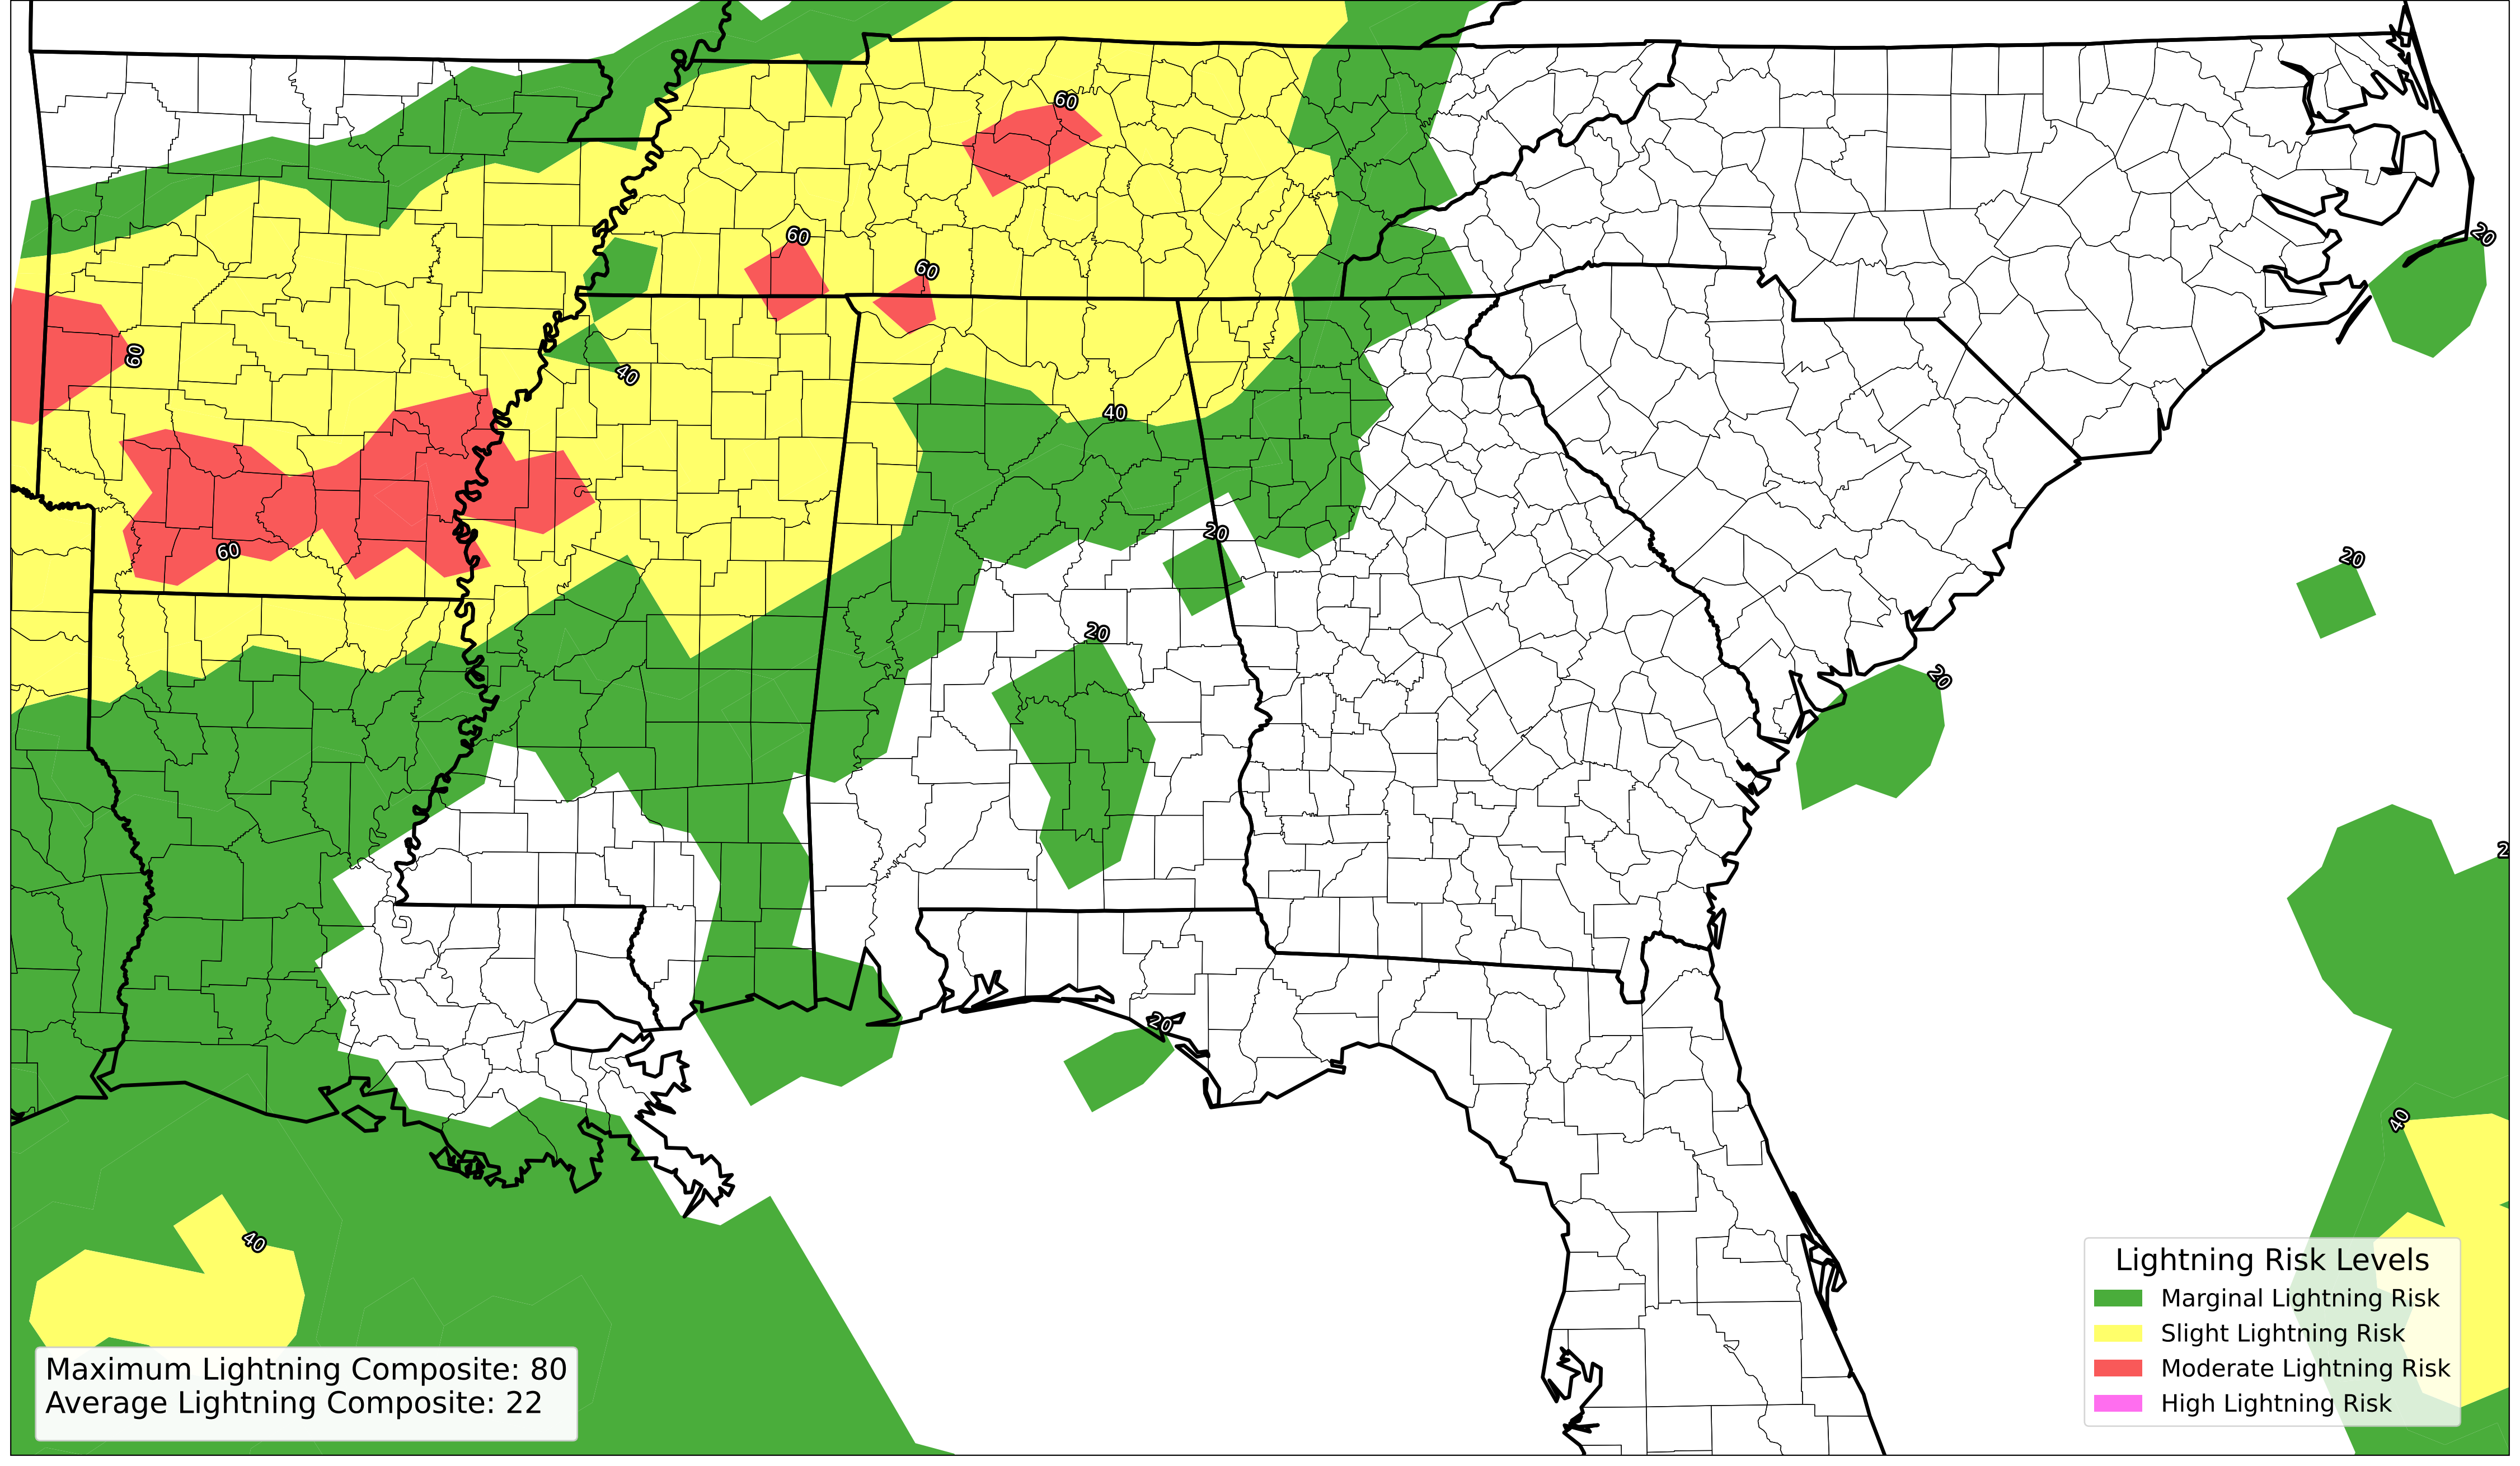 60
60
20
60
60
40
40
60
20
20
20
20
20
40
40
Maximum Lightning Composite: 80
Average Lightning Composite: 22
Lightning Risk Levels
Marginal Lightning Risk
Slight Lightning Risk
Moderate Lightning Risk
High Lightning Risk